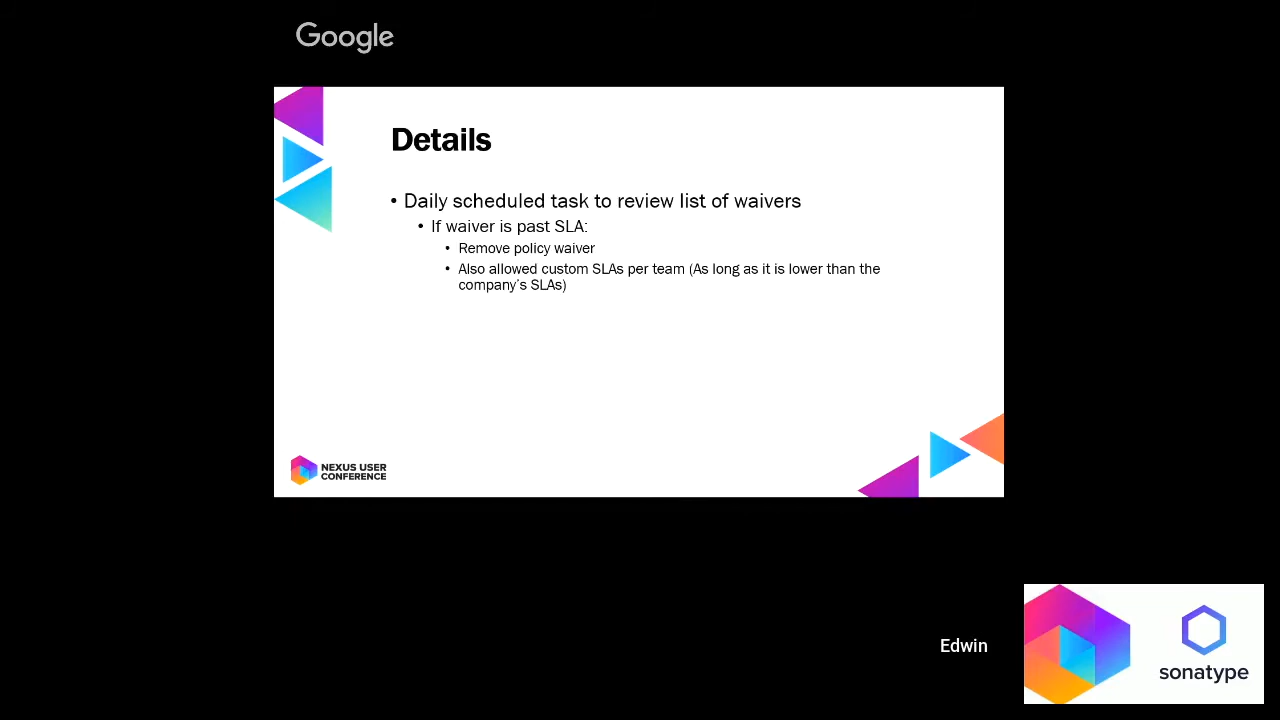 Google
Details
• Daily scheduled task to review list of waivers
• If waiver is past SLA:
• Remove policy waiver
• Also allowed custom SLAs per team (As long as it is lower than the
company's SLAs)
NEXUS USER
CONFERENCE
Edwin
sonatype